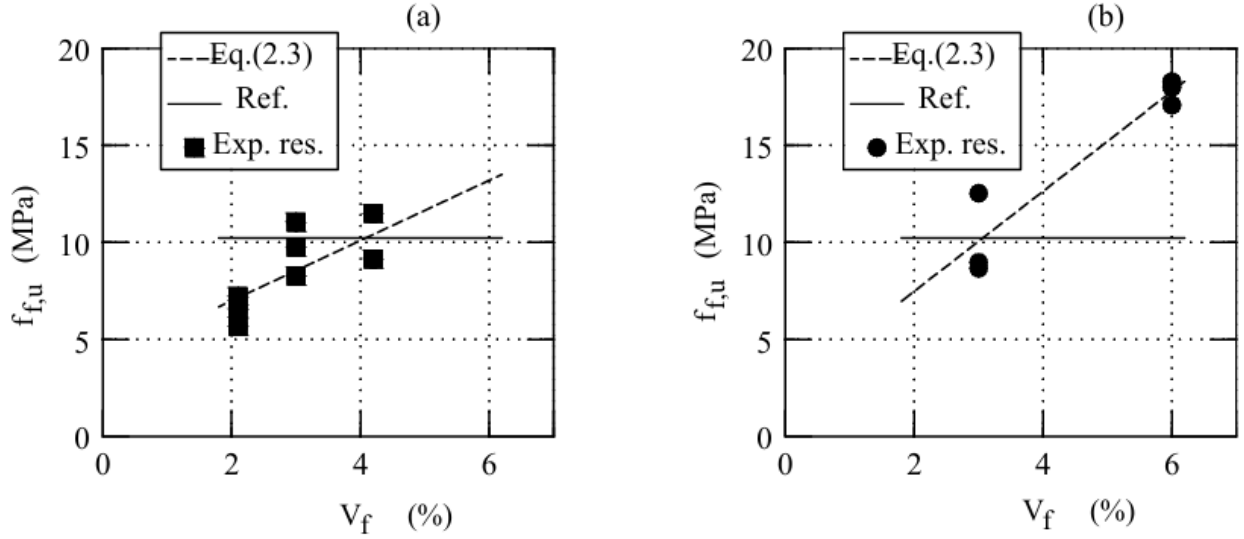 (a)
Eq.(2.3)
Ref.
Exp. res.
20
15
10
5
0
0 2 4 6
f_f,u (MPa)
V_f (%)
(b)
Eq.(2.3)
Ref.
Exp. res.
20
15
10
5
0
0 2 4 6
f_f,u (MPa)
V_f (%)